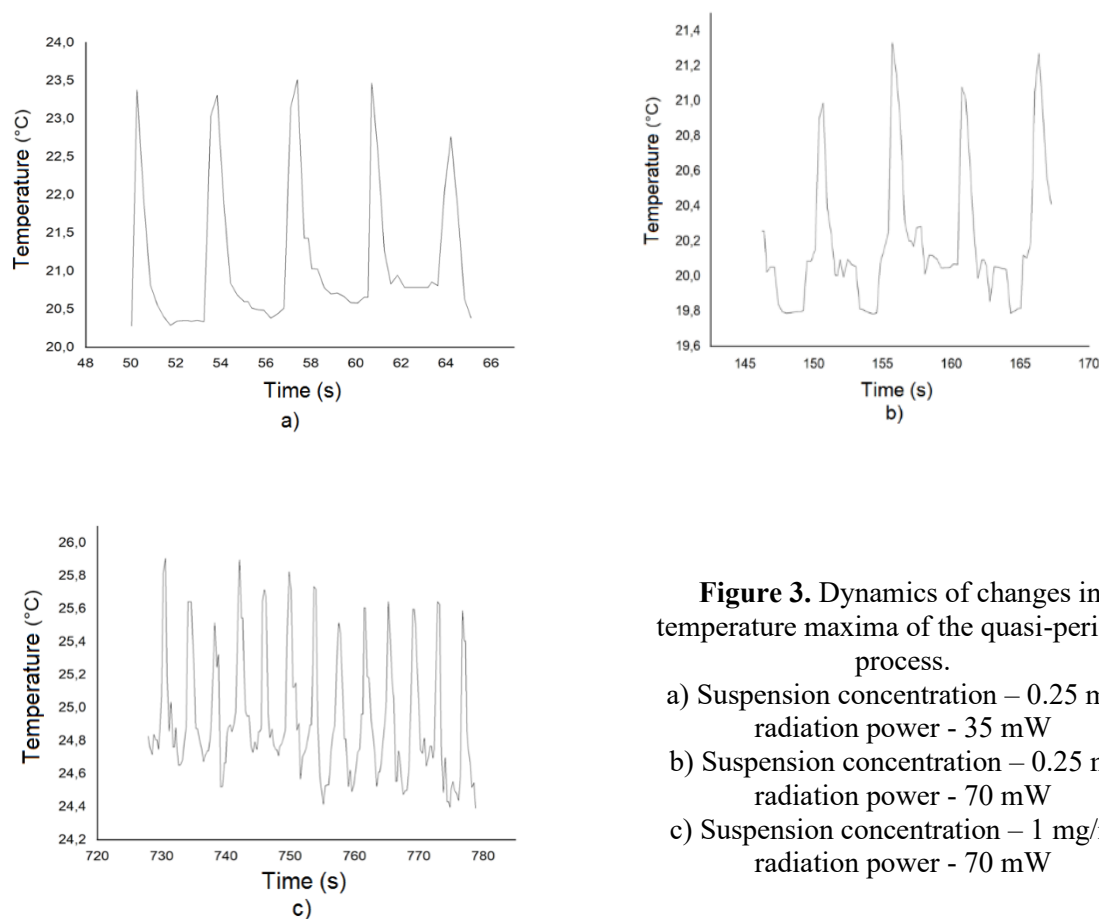 24,0
23,5
23,0
22,5
22,0
21,5
21,0
20,5
20,0
Temperature (°C)
48 50 52 54 56 58 60 62 64 66
Time (s)
a)
21,4
21,2
21,0
20,8
20,6
20,4
20,2
20,0
19,8
19,6
Temperature (°C)
145 150 155 160 165 170
Time (s)
b)
26,0
25,8
25,6
25,4
25,2
25,0
24,8
24,6
24,4
24,2
Temperature (°C)
720 730 740 750 760 770 780
Time (s)
c)
Figure 3. Dynamics of changes in
temperature maxima of the quasi-peri
process.
a) Suspension concentration – 0.25 m
radiation power - 35 mW
b) Suspension concentration – 0.25 m
radiation power - 70 mW
c) Suspension concentration – 1 mg/
radiation power - 70 mW